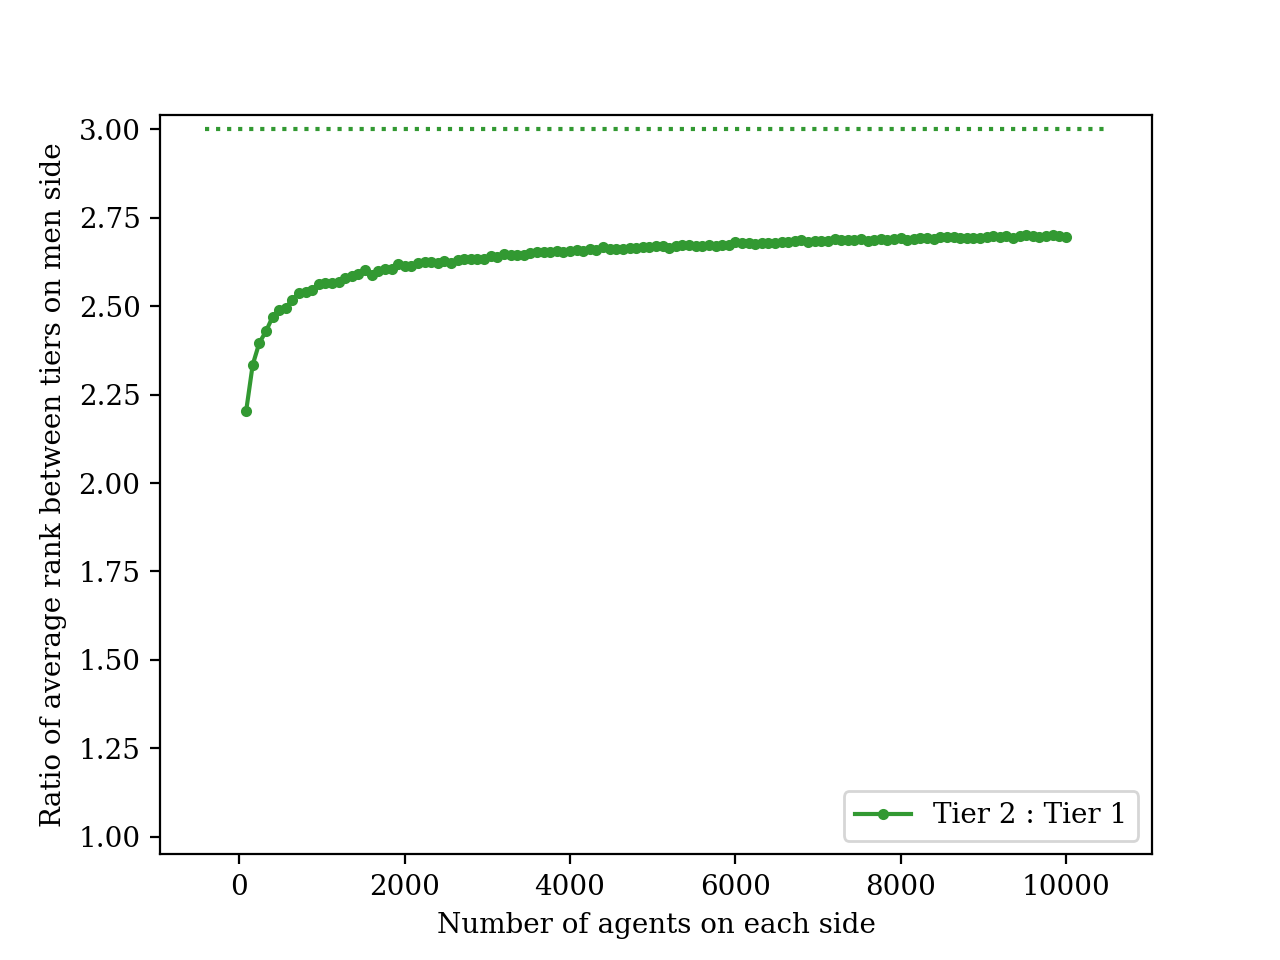 Ratio of average rank between tiers on men side
3.00
2.75
2.50
2.25
2.00
1.75
1.50
1.25
1.00
Tier 2 : Tier 1
0 2000 4000 6000 8000 10000
Number of agents on each side